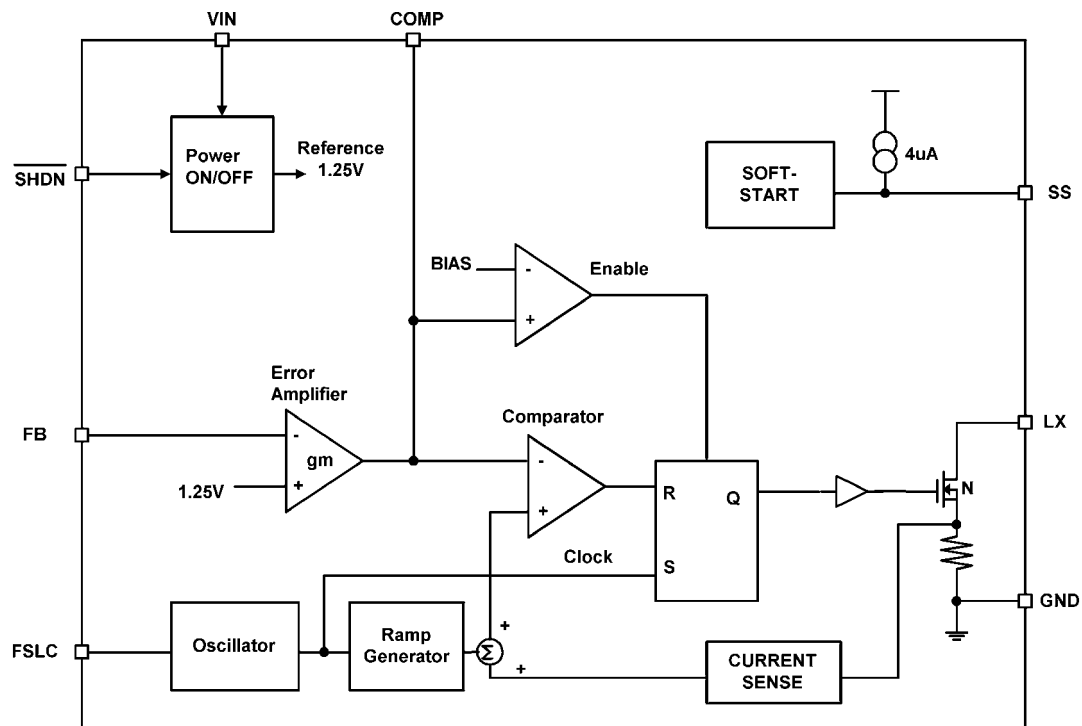 VIN
COMP
SHDN
Power
ON/OFF
Reference
1.25V
4uA
SOFT-
START
SS
BIAS
-
+
Enable
Error
Amplifier
FB
-
gm
+
1.25V
Comparator
-
+
R
Q
S
Clock
LX
N
GND
FSLC
Oscillator
Ramp
Generator
+
Σ
+
CURRENT
SENSE